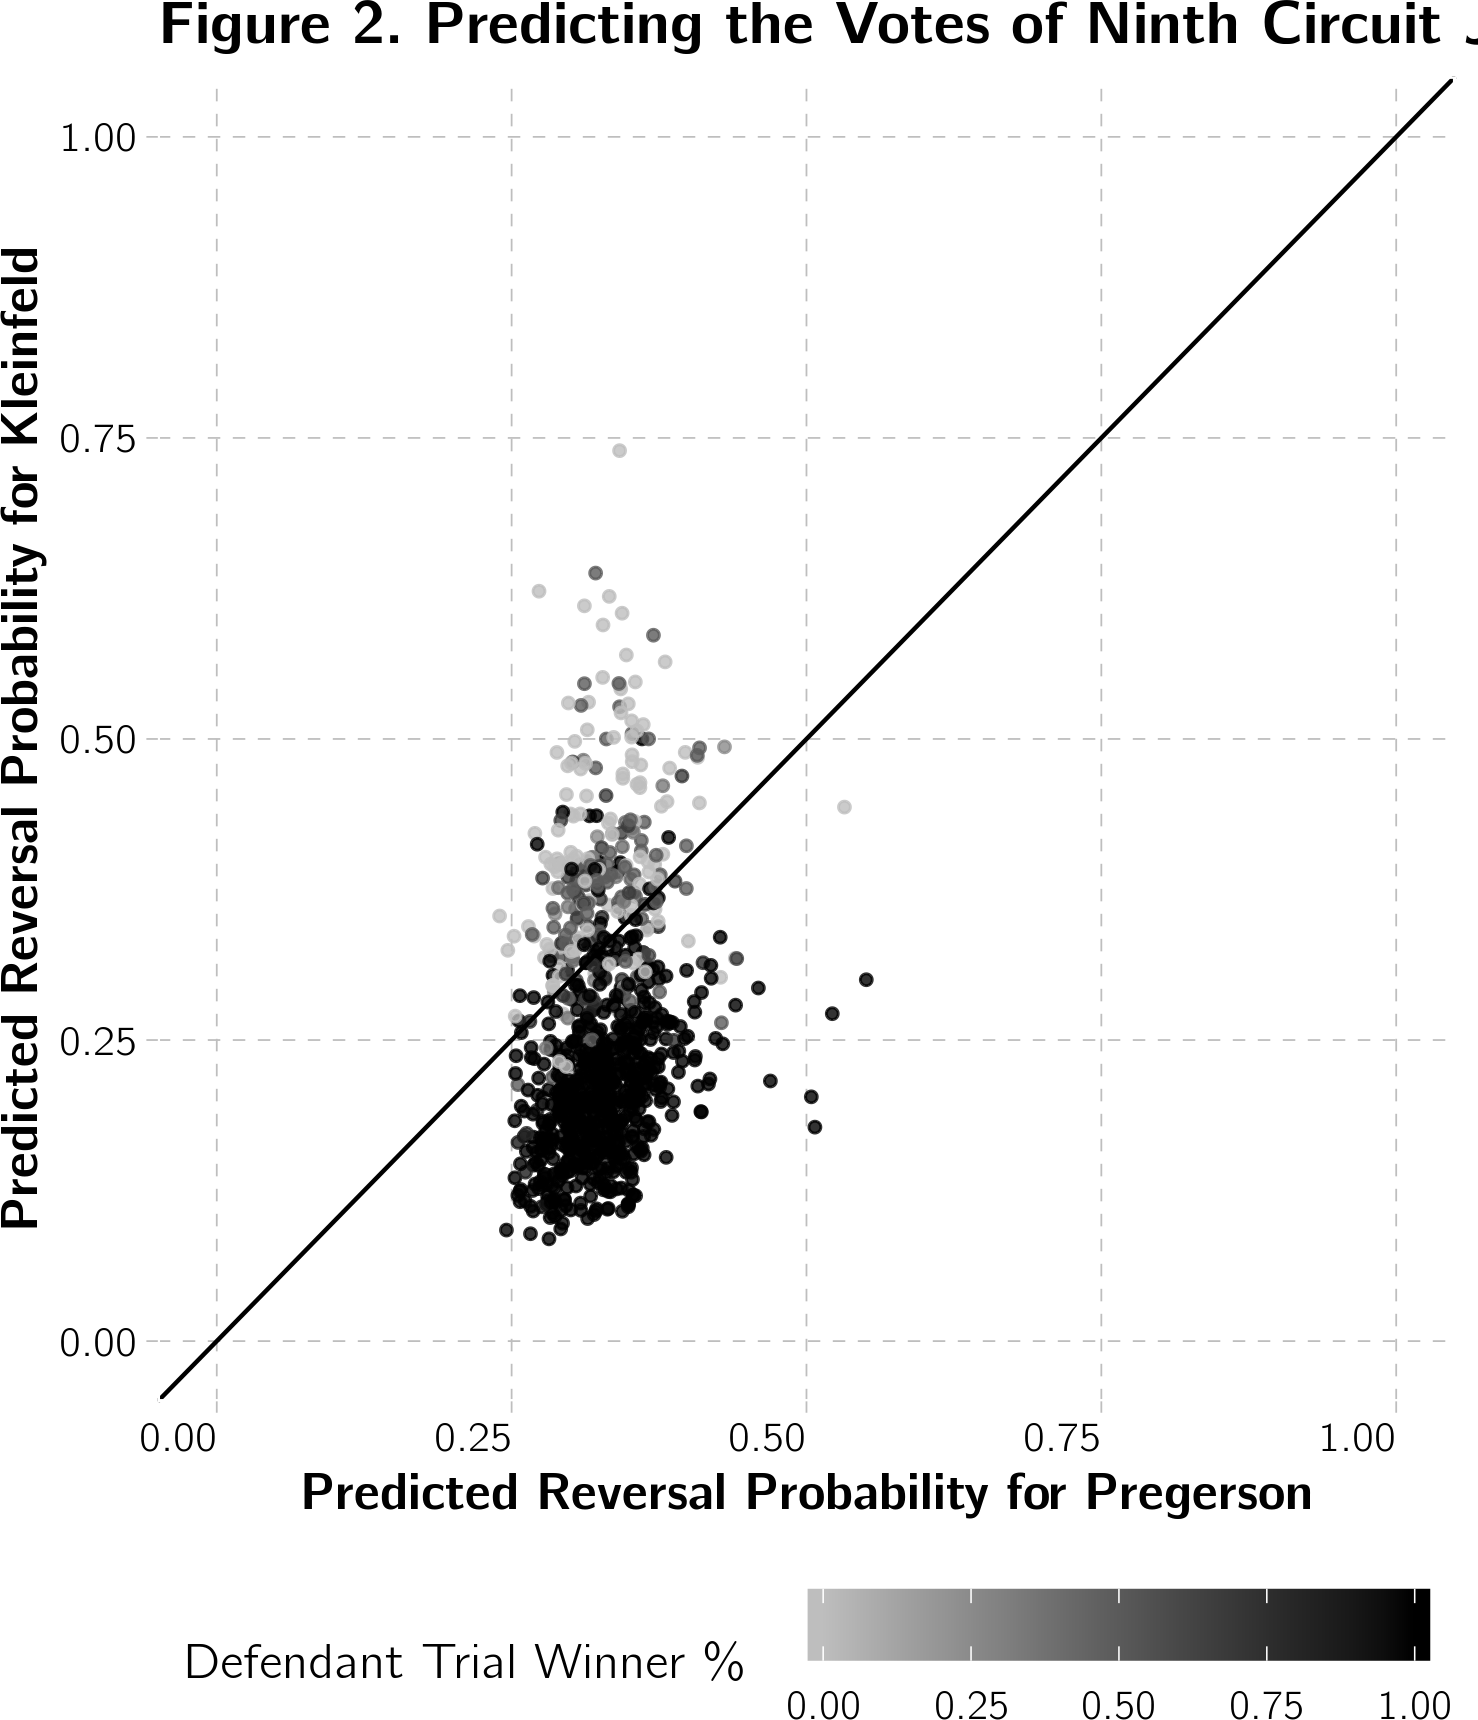 Figure 2. Predicting the Votes of Ninth Circuit
1.00
0.75
0.50
0.25
0.00
Predicted Reversal Probability for Kleinfeld
0.00 0.25 0.50 0.75 1.00
Predicted Reversal Probability for Pregerson
Defendant Trial Winner %
0.00 0.25 0.50 0.75 1.00